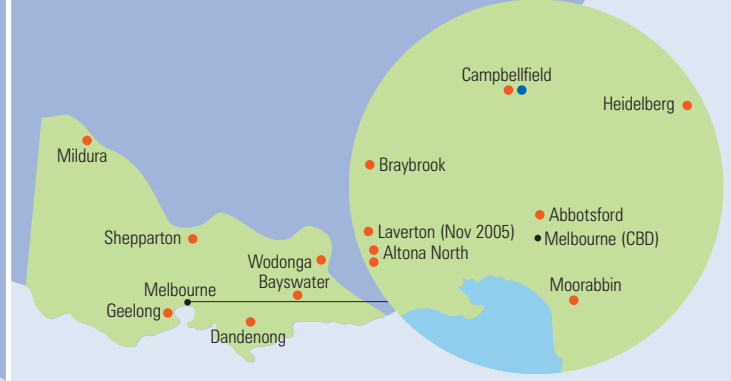 Campbellfield
Heidelberg
Mildura
Braybrook
Abbotsford
Shepparton
Laverton (Nov 2005)
Melbourne (CBD)
Altona North
Wodonga
Bayswater
Moorabbin
Melbourne
Geelong
Dandenong